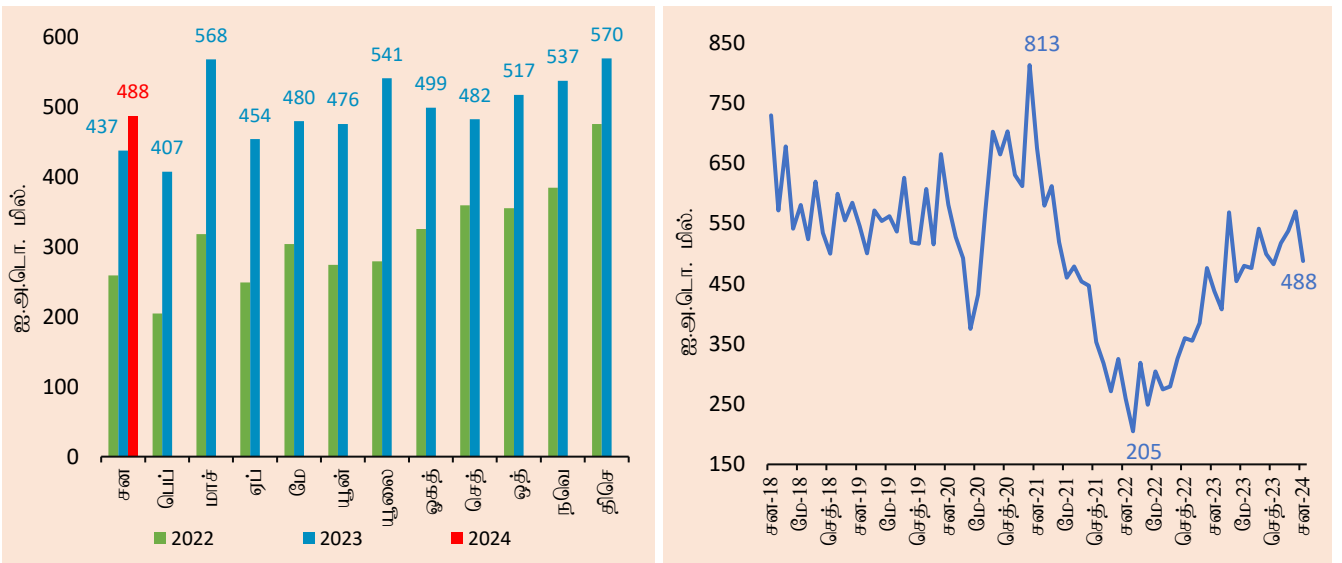 ஐ.அ.டொ. மில்.
600
500
400
300
200
100
0
437
488
407
568
454
480
476
541
499
482
517
537
570
சன
பெப்
மாச்
ஏப்
மே
யூன்
யூலை
ஓகத்
செத்
ஒத்
நவெ
திசெ
2022 2023 2024
ஐ.அ.டொ. மில்.
850
750
650
550
450
350
250
150
813
205
488
சன-18
மே-18
செத்-18
சன-19
மே-19
செத்-19
சன-20
மே-20
செத்-20
சன-21
மே-21
செத்-21
சன-22
மே-22
செத்-22
சன-23
மே-23
செத்-23
சன-24